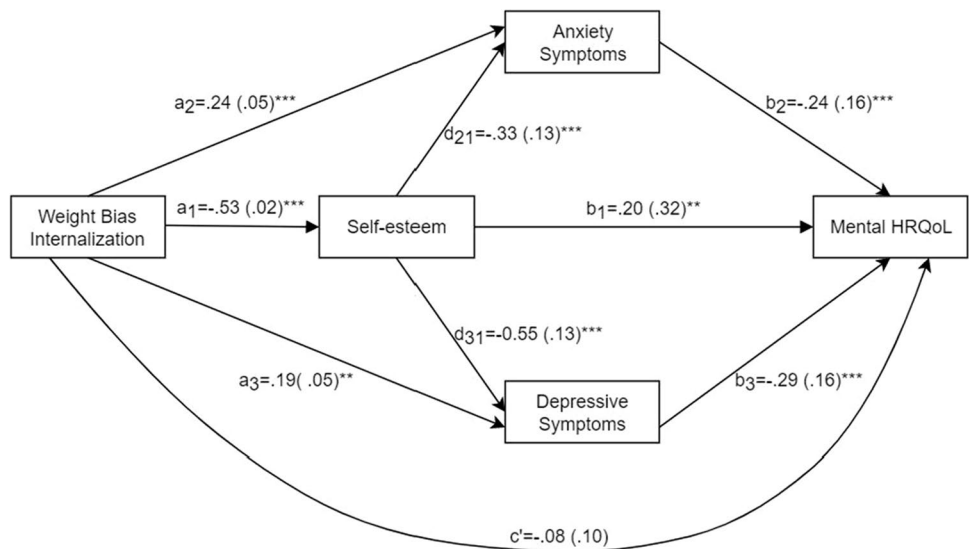 Anxiety
Symptoms
a2=.24 (.05)***
b2=-.24 (.16)***
d21=-.33 (.13)***
Weight Bias
Internalization
a1=-.53 (.02)***
Self-esteem
b1=.20 (.32)**
Mental HRQoL
d31=-0.55 (.13)***
a3=.19( .05)**
b3=-.29 (.16)***
Depressive
Symptoms
c'=-.08 (.10)